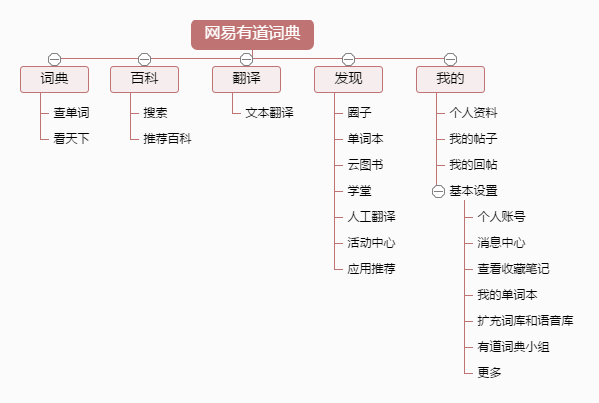 网易有道词典
词典
百科
翻译
发现
我的
查单词
看天下
搜索
推荐百科
文本翻译
圈子
单词本
云图书
学堂
人工翻译
活动中心
应用推荐
个人资料
我的帖子
我的回帖
基本设置
个人账号
消息中心
查看收藏笔记
我的单词本
扩充词库和语音库
有道词典小组
更多